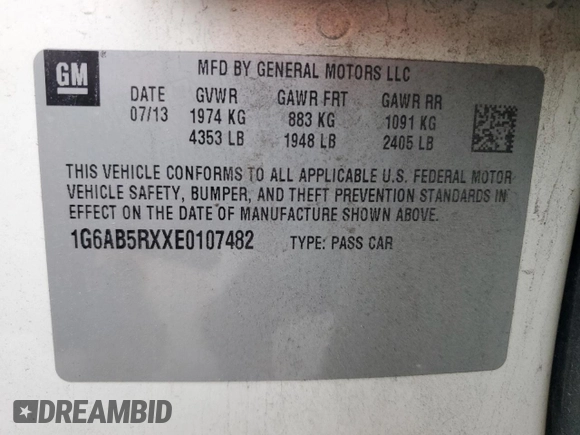 GM
MFD BY GENERAL MOTORS LLC
DATE GVWR GAWR FRT GAWR RR
07/13 1974 KG 883 KG 1091 KG
4353 LB 1948 LB 2405 LB
THIS VEHICLE CONFORMS TO ALL APPLICABLE U.S. FEDERAL MOTOR
VEHICLE SAFETY, BUMPER, AND THEFT PREVENTION STANDARDS IN
EFFECT ON THE DATE OF MANUFACTURE SHOWN ABOVE.
1G6AB5RXXE0107482 TYPE: PASS CAR
DREAMBID